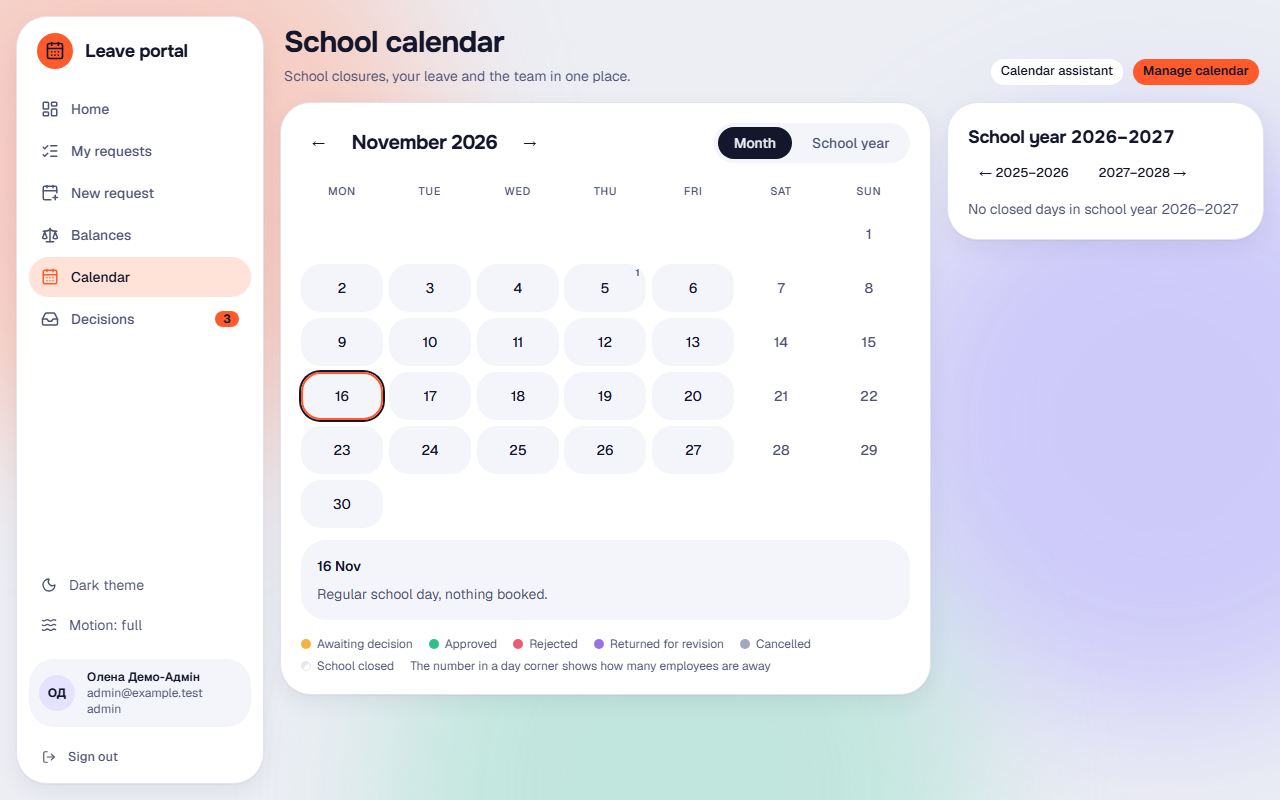 Leave portal
Home
My requests
New request
Balances
Calendar
Decisions 3
Dark theme
Motion: full
ОД
Олена Демо-Адмін
admin@example.test
admin
Sign out
School calendar
School closures, your leave and the team in one place.
Calendar assistant Manage calendar
← November 2026 → Month School year
MON TUE WED THU FRI SAT SUN
1
2 3 4 5 1 6 7 8
9 10 11 12 13 14 15
16 17 18 19 20 21 22
23 24 25 26 27 28 29
30
16 Nov
Regular school day, nothing booked.
Awaiting decision Approved Rejected Returned for revision Cancelled
School closed The number in a day corner shows how many employees are away
School year 2026–2027
← 2025–2026 2027–2028 →
No closed days in school year 2026–2027